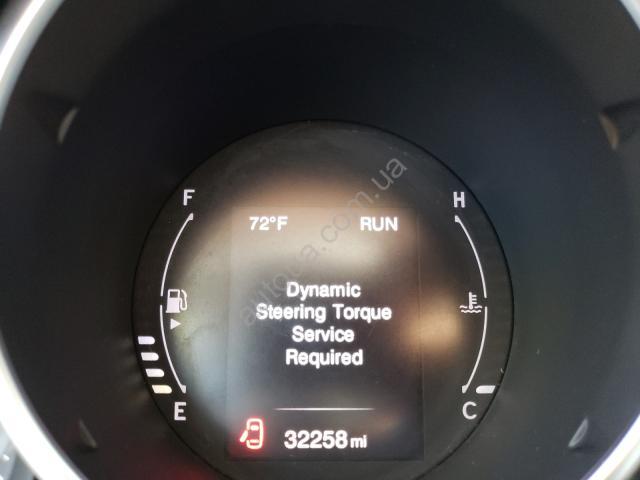 F
H
72°F RUN
Dynamic
Steering Torque
Service
Required
E
C
32258 mi
autoua.com.ua